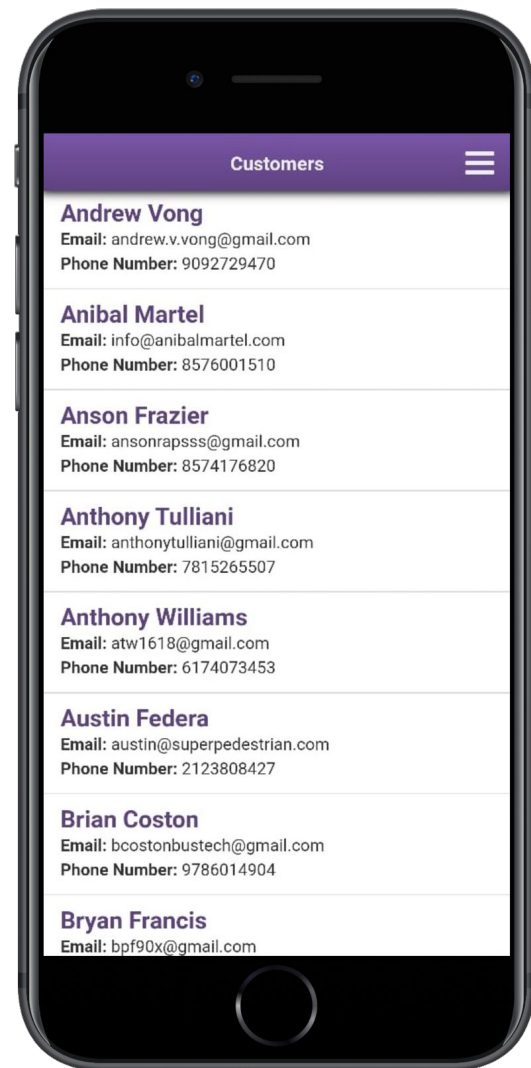 Customers
Andrew Vong
Email: andrew.v.vong@gmail.com
Phone Number: 9092729470
Anibal Martel
Email: info@anibalmartel.com
Phone Number: 8576001510
Anson Frazier
Email: ansonrapsss@gmail.com
Phone Number: 8574176820
Anthony Tulliani
Email: anthonytulliani@gmail.com
Phone Number: 7815265507
Anthony Williams
Email: atw1618@gmail.com
Phone Number: 6174073453
Austin Federa
Email: austin@superpedestrian.com
Phone Number: 2123808427
Brian Coston
Email: bcostonbustech@gmail.com
Phone Number: 9786014904
Bryan Francis
Email: bpf90x@gmail.com